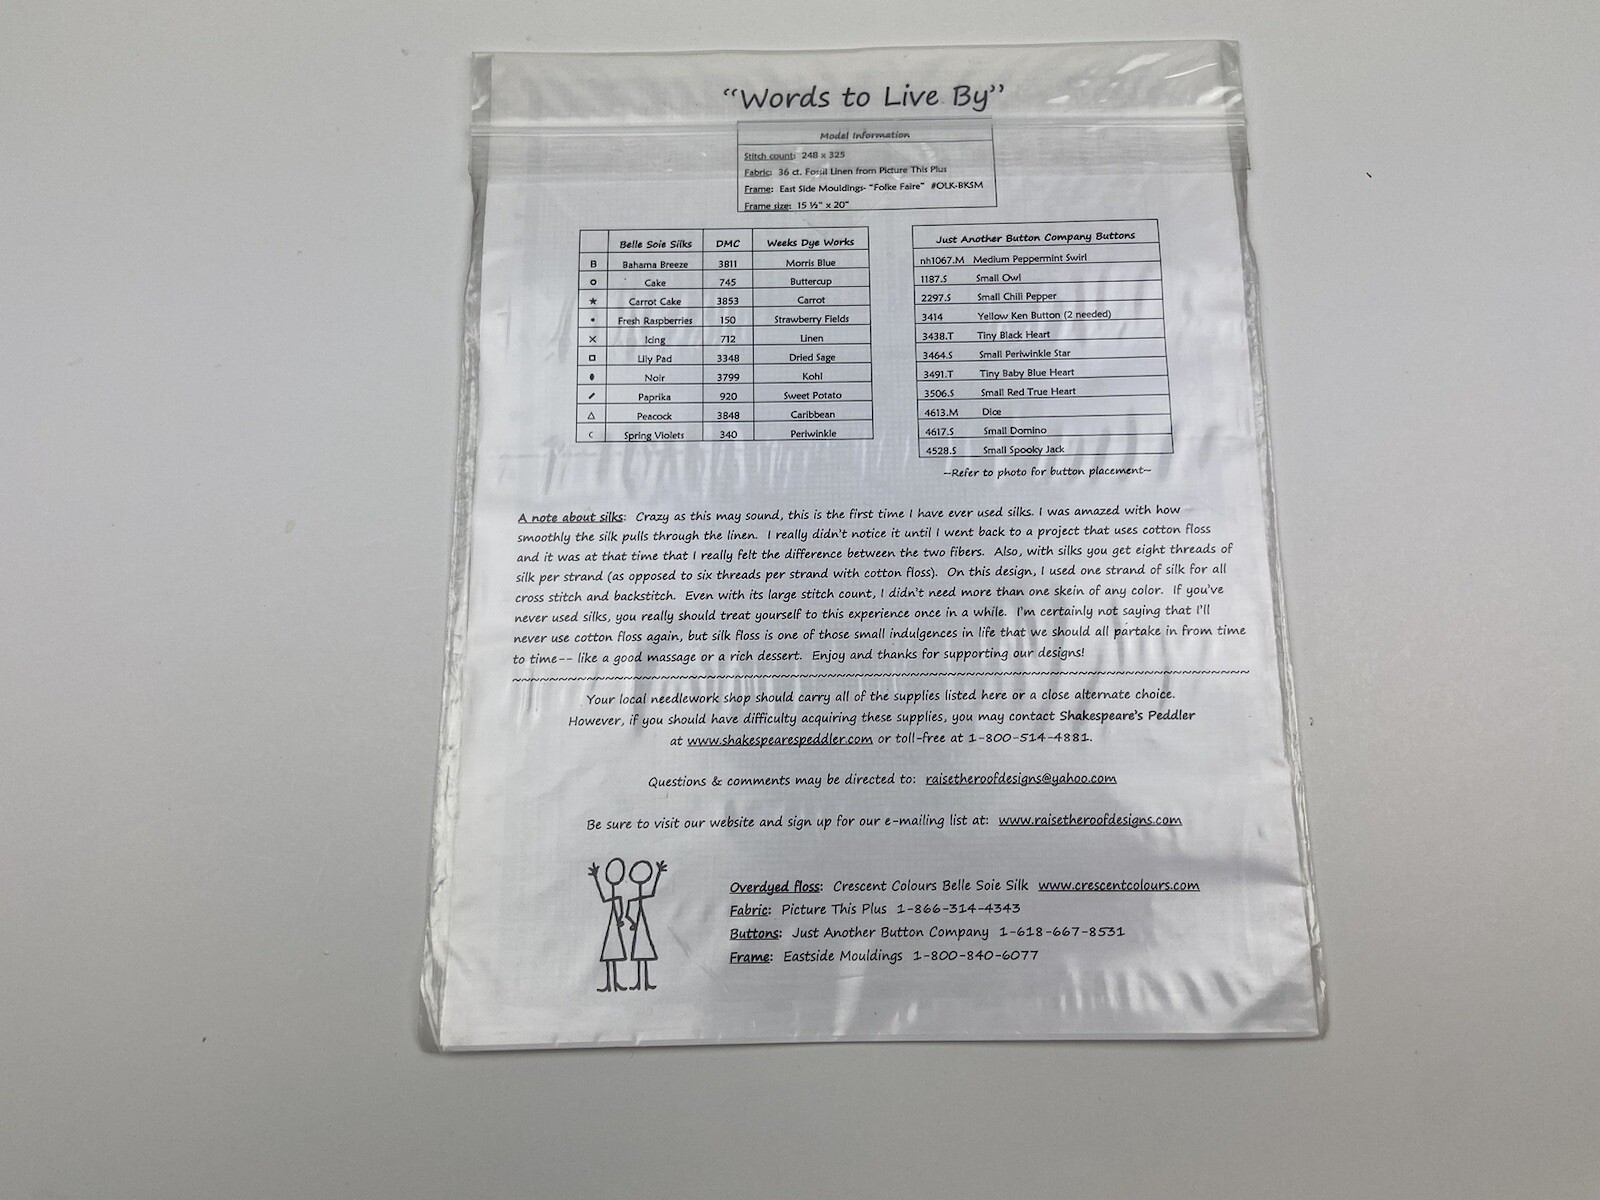 “Words to Live By”
Model Information
Stitch count: 248 x 325
Fabric: 36 ct. Fossil Linen from Picture This Plus
Frame: East Side Mouldings- “Folke Faire” #OLK-BKSM
Frame size: 15 ½” x 20”
Belle Soie Silks DMC Weeks Dye Works
B Bahama Breeze 3811 Morris Blue
Cake 745 Buttercup
★ Carrot Cake 3853 Carrot
• Fresh Raspberries 150 Strawberry Fields
X Icing 712 Linen
Lily Pad 3348 Dried Sage
Noir 3799 Kohl
Paprika 920 Sweet Potato
△ Peacock 3848 Caribbean
Spring Violets 340 Periwinkle
Just Another Button Company Buttons
nh1067.M Medium Peppermint Swirl
1187.S Small Owl
2297.S Small Chili Pepper
3414 Yellow Ken Button (2 needed)
3438.T Tiny Black Heart
3464.S Small Periwinkle Star
3491.T Tiny Baby Blue Heart
3506.S Small Red True Heart
4613.M Dice
4617.S Small Domino
4528.S Small Spooky Jack
~Refer to photo for button placement~
A note about silks: Crazy as this may sound, this is the first time I have ever used silks. I was amazed with how
smoothly the silk pulls through the linen. I really didn't notice it until I went back to a project that uses cotton floss
and it was at that time that I really felt the difference between the two fibers. Also, with silks you get eight threads of
silk per strand (as opposed to six threads per strand with cotton floss). On this design, I used one strand of silk for all
cross stitch and backstitch. Even with its large stitch count, I didn't need more than one skein of any color. If you've
never used silks, you really should treat yourself to this experience once in a while. I'm certainly not saying that I'll
never use cotton floss again, but silk floss is one of those small indulgences in life that we should all partake in from time
to time-- like a good massage or a rich dessert. Enjoy and thanks for supporting our designs!
Your local needlework shop should carry all of the supplies listed here or a close alternate choice.
However, if you should have difficulty acquiring these supplies, you may contact Shakespeare's Peddler
at www.shakespearespeddler.com or toll-free at 1-800-514-4881.
Questions & comments may be directed to: raisetheroofdesigns@yahoo.com
Be sure to visit our website and sign up for our e-mailing list at: www.raisetheroofdesigns.com
Overdyed floss: Crescent Colours Belle Soie Silk www.crescentcolours.com
Fabric: Picture This Plus 1-866-314-4343
Buttons: Just Another Button Company 1-618-667-8531
Frame: Eastside Mouldings 1-800-840-6077